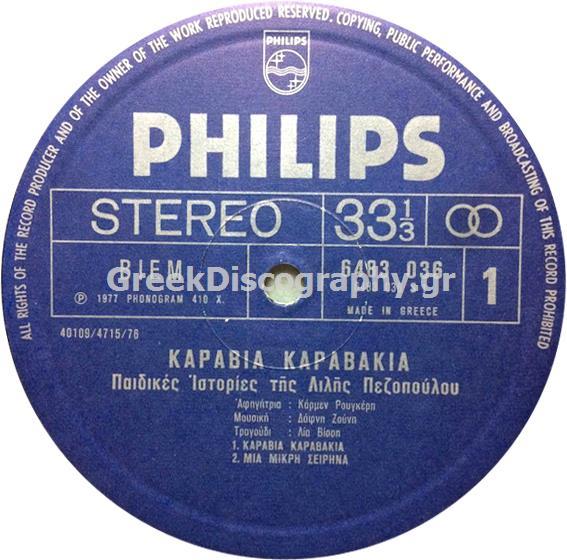 ALL RIGHTS OF THE RECORD PRODUCER AND OF THE OWNER OF THE WORK REPRODUCED RESERVED. COPYING, PUBLIC PERFORMANCE AND BROADCASTING OF THIS RECORD PROHIBITED
PHILIPS
PHILIPS
STEREO 33 1/3
BIEM 6483 036 1
GreekDiscography.gr
Ⓟ 1977 PHONOGRAM 410 X.
MADE IN GREECE
40109/4715/76
ΚΑΡΑΒΙΑ ΚΑΡΑΒΑΚΙΑ
Παιδικές Ἱστορίες τῆς Λιλῆς Πεζοπούλου
Ἀφηγήτρια : Κάρμεν Ρουγκέρη
Μουσική : Δάφνη Ζούνη
Τραγούδι : Λία Βίσση
1. ΚΑΡΑΒΙΑ ΚΑΡΑΒΑΚΙΑ
2. ΜΙΑ ΜΙΚΡΗ ΣΕΙΡΗΝΑ